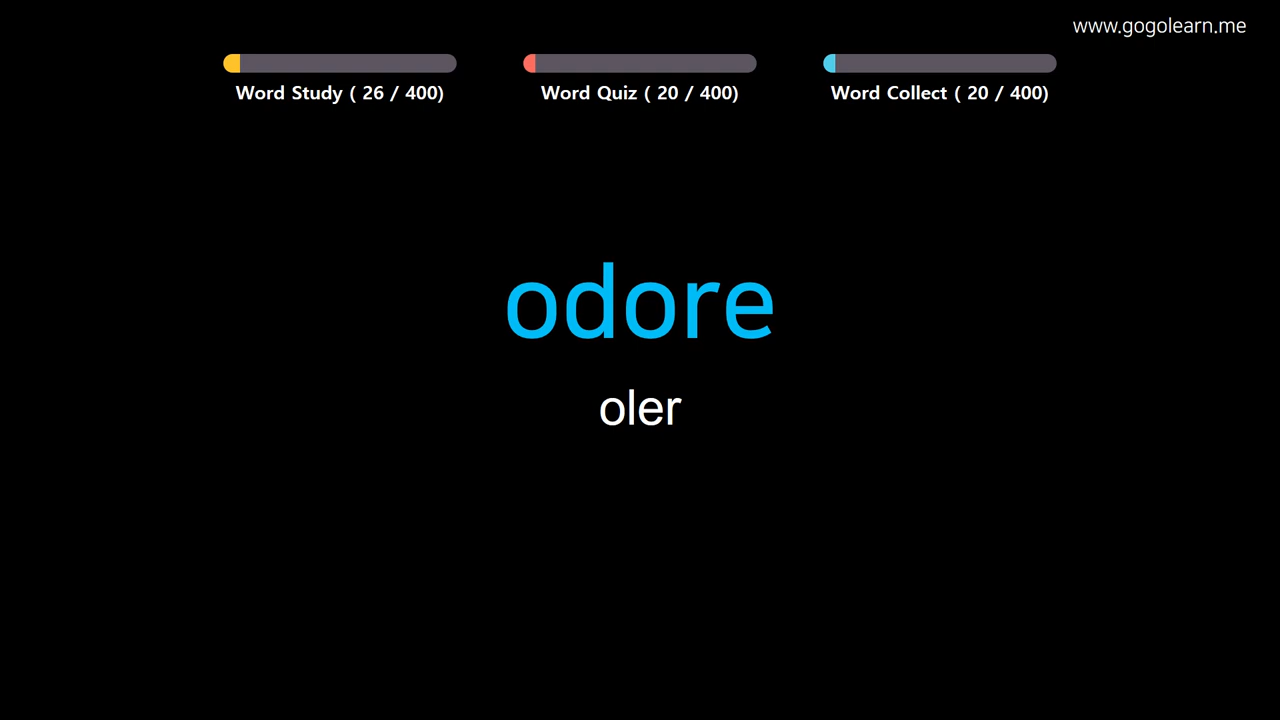 www.gogolearn.me
Word Study ( 26 / 400)
Word Quiz ( 20 / 400)
Word Collect ( 20 / 400)
odore
oler